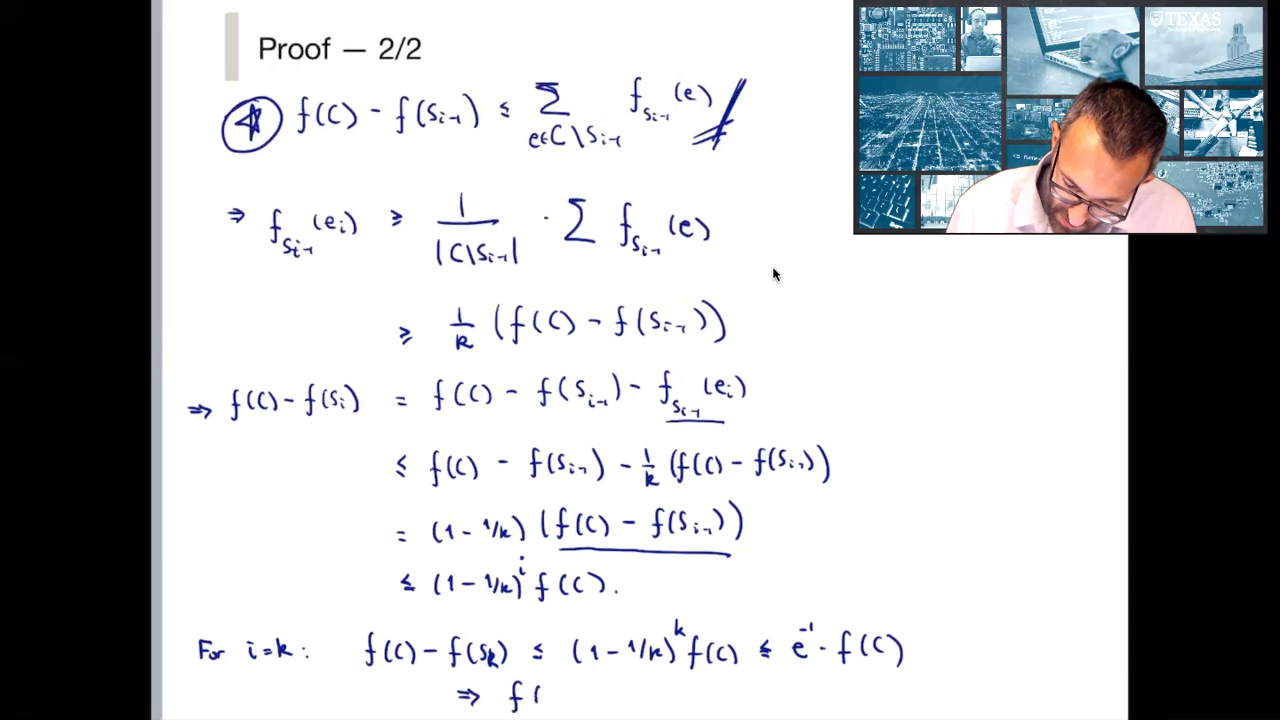 Proof — 2/2
TEXAS
④ f(C) - f(S_{i-1}) ≤ Σ_{e∈C\S_{i-1}} f_{S_{i-1}}(e)
⇒ f_{S_{i-1}}(e_i) ≥ 1/|C\S_{i-1}| · Σ f_{S_{i-1}}(e)
≥ 1/k (f(C) - f(S_{i-1}))
⇒ f(C) - f(S_i) = f(C) - f(S_{i-1}) - f_{S_{i-1}}(e_i)
≤ f(C) - f(S_{i-1}) - 1/k (f(C) - f(S_{i-1}))
= (1 - 1/k) (f(C) - f(S_{i-1}))
≤ (1 - 1/k)^i f(C).
For i=k: f(C) - f(S_k) ≤ (1 - 1/k)^k f(C) ≤ e^{-1} · f(C)
⇒ f(